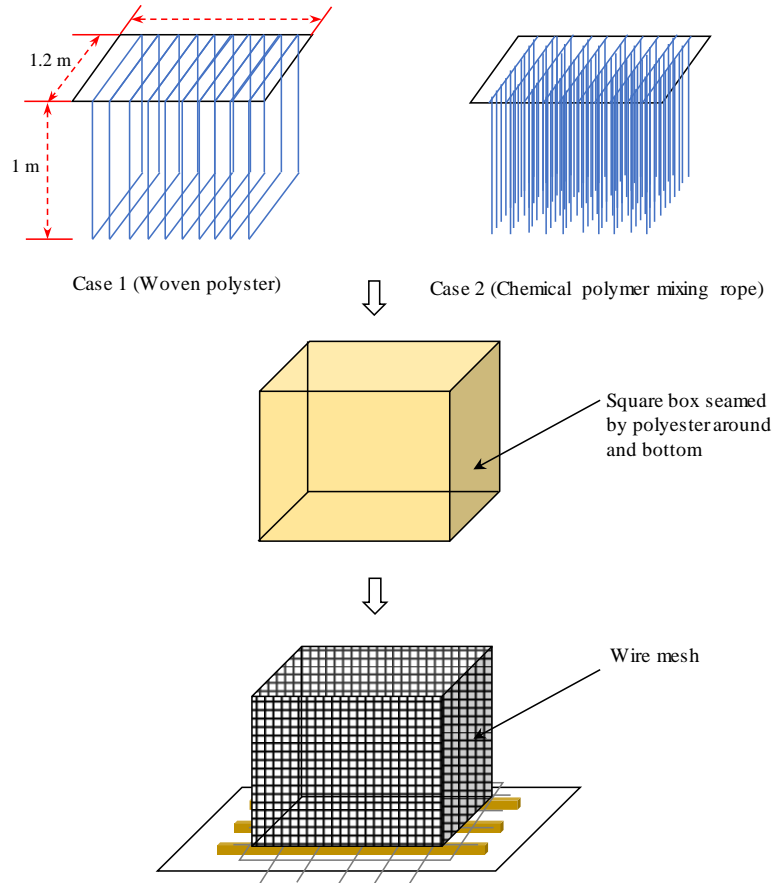 1.2 m
1 m
Case 1 (Woven polyster)
Case 2 (Chemical polymer mixing rope)
Square box seamed
by polyester around
and bottom
Wire mesh